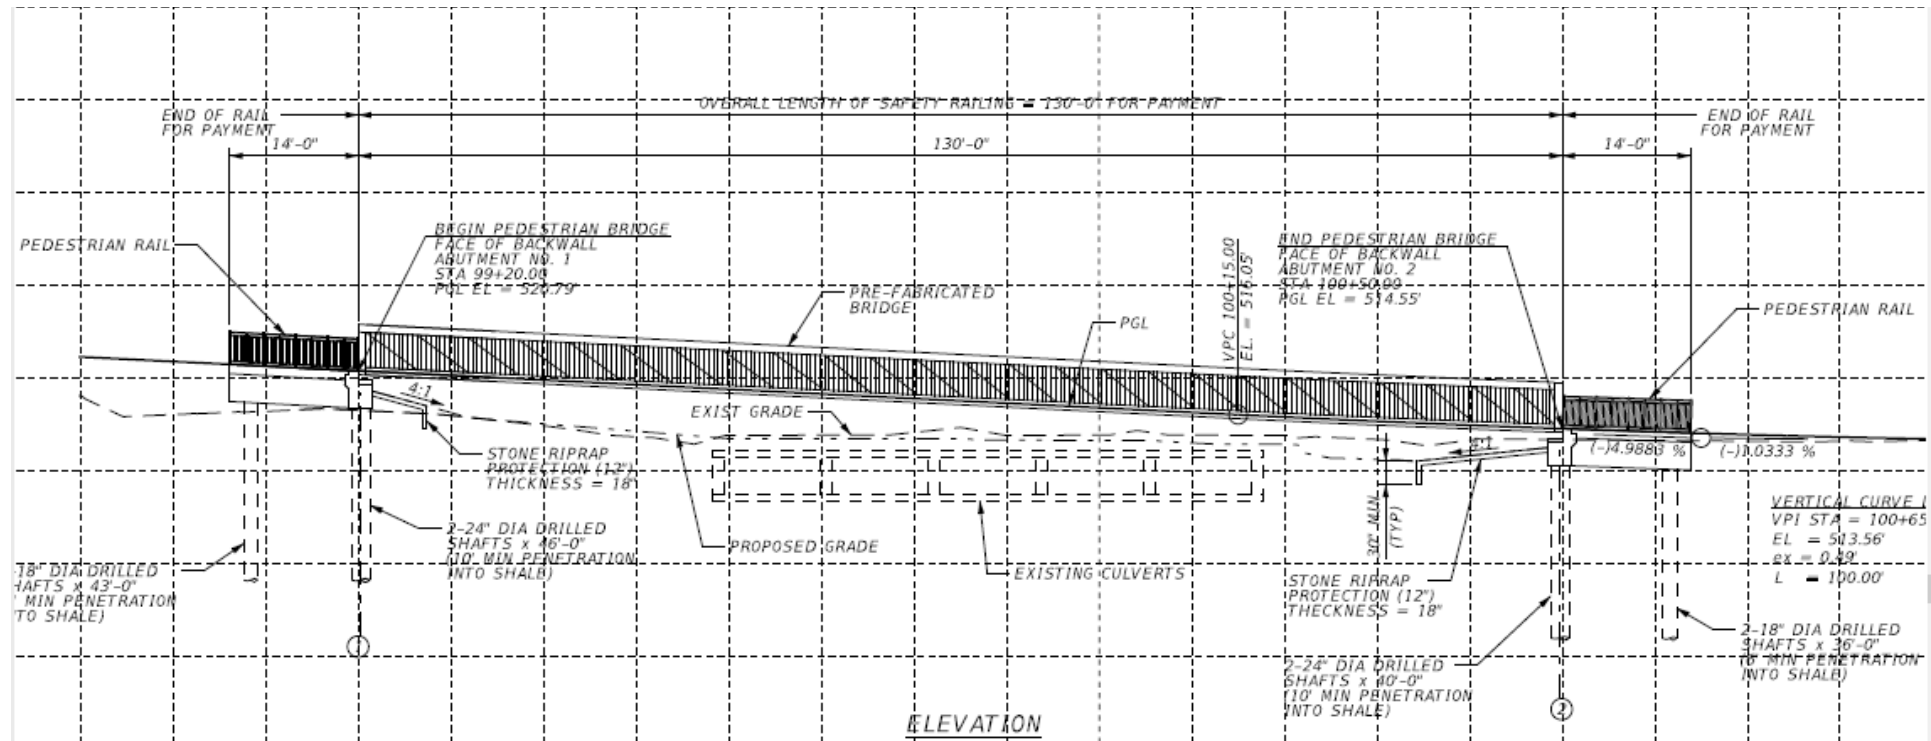 OVERALL LENGTH OF SAFETY RAILING = 130'-0" FOR PAYMENT
END OF RAIL
FOR PAYMENT
END OF RAIL
FOR PAYMENT
14'-0"
130'-0"
14'-0"
PEDESTRIAN RAIL
BEGIN PEDESTRIAN BRIDGE
FACE OF BACKWALL
ABUTMENT NO. 1
STA 99+20.00
PGL EL = 520.79'
PRE-FABRICATED
BRIDGE
PGL
VPC 100+15.00
EL. = 516.05'
END PEDESTRIAN BRIDGE
FACE OF BACKWALL
ABUTMENT NO. 2
STA 100+50.00
PGL EL = 514.55'
PEDESTRIAN RAIL
4:1
EXIST GRADE
4:1
(-)4.9883 %
(-)1.0333 %
STONE RIPRAP
PROTECTION (12")
THICKNESS = 18"
2-24" DIA DRILLED
SHAFTS x 46'-0"
(10' MIN PENETRATION
INTO SHALE)
PROPOSED GRADE
EXISTING CULVERTS
30" MIN
(TYP)
VERTICAL CURVE
VPI STA = 100+65
EL = 513.56'
ex = 0.49'
L = 100.00'
-18" DIA DRILLED
HAFTS x 43'-0"
' MIN PENETRATION
TO SHALE)
STONE RIPRAP
PROTECTION (12")
THECKNESS = 18"
2-24" DIA DRILLED
SHAFTS x 40'-0"
(10' MIN PENETRATION
INTO SHALE)
2-18" DIA DRILLED
SHAFTS x 36'-0"
MIN PENETRATION
INTO SHALE)
1
2
ELEVATION